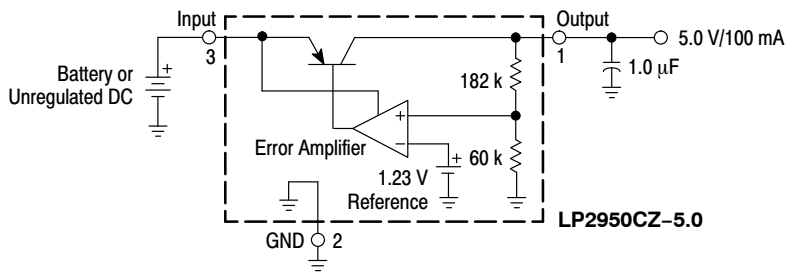 Input
3
Output
1
5.0 V/100 mA
1.0 µF
Battery or
Unregulated DC
+
182 k
Error Amplifier
+
−
60 k
+
1.23 V
Reference
LP2950CZ−5.0
GND 2